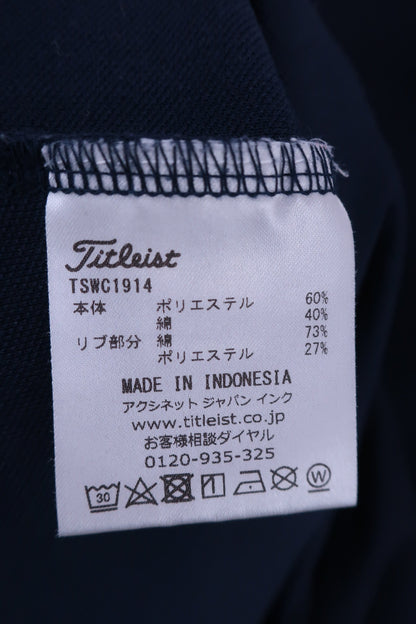 Titleist
TSWC1914
本体 ポリエステル 60%
綿 40%
リブ部分 綿 73%
ポリエステル 27%
MADE IN INDONESIA
アクシネット ジャパン インク
www.titleist.co.jp
お客様相談ダイヤル
0120-935-325
30 W